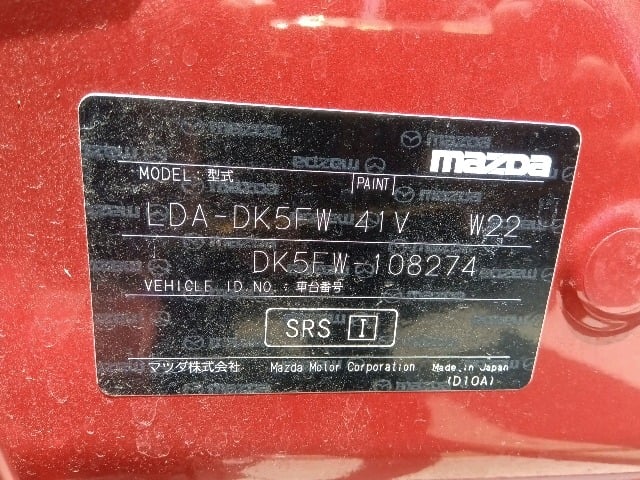 mazda
MODEL : 型式 PAINT
LDA-DK5FW 41V W22
DK5FW-108274
VEHICLE ID.NO. : 車台番号
SRS I
マツダ株式会社 Mazda Motor Corporation Made in Japan
(D10A)